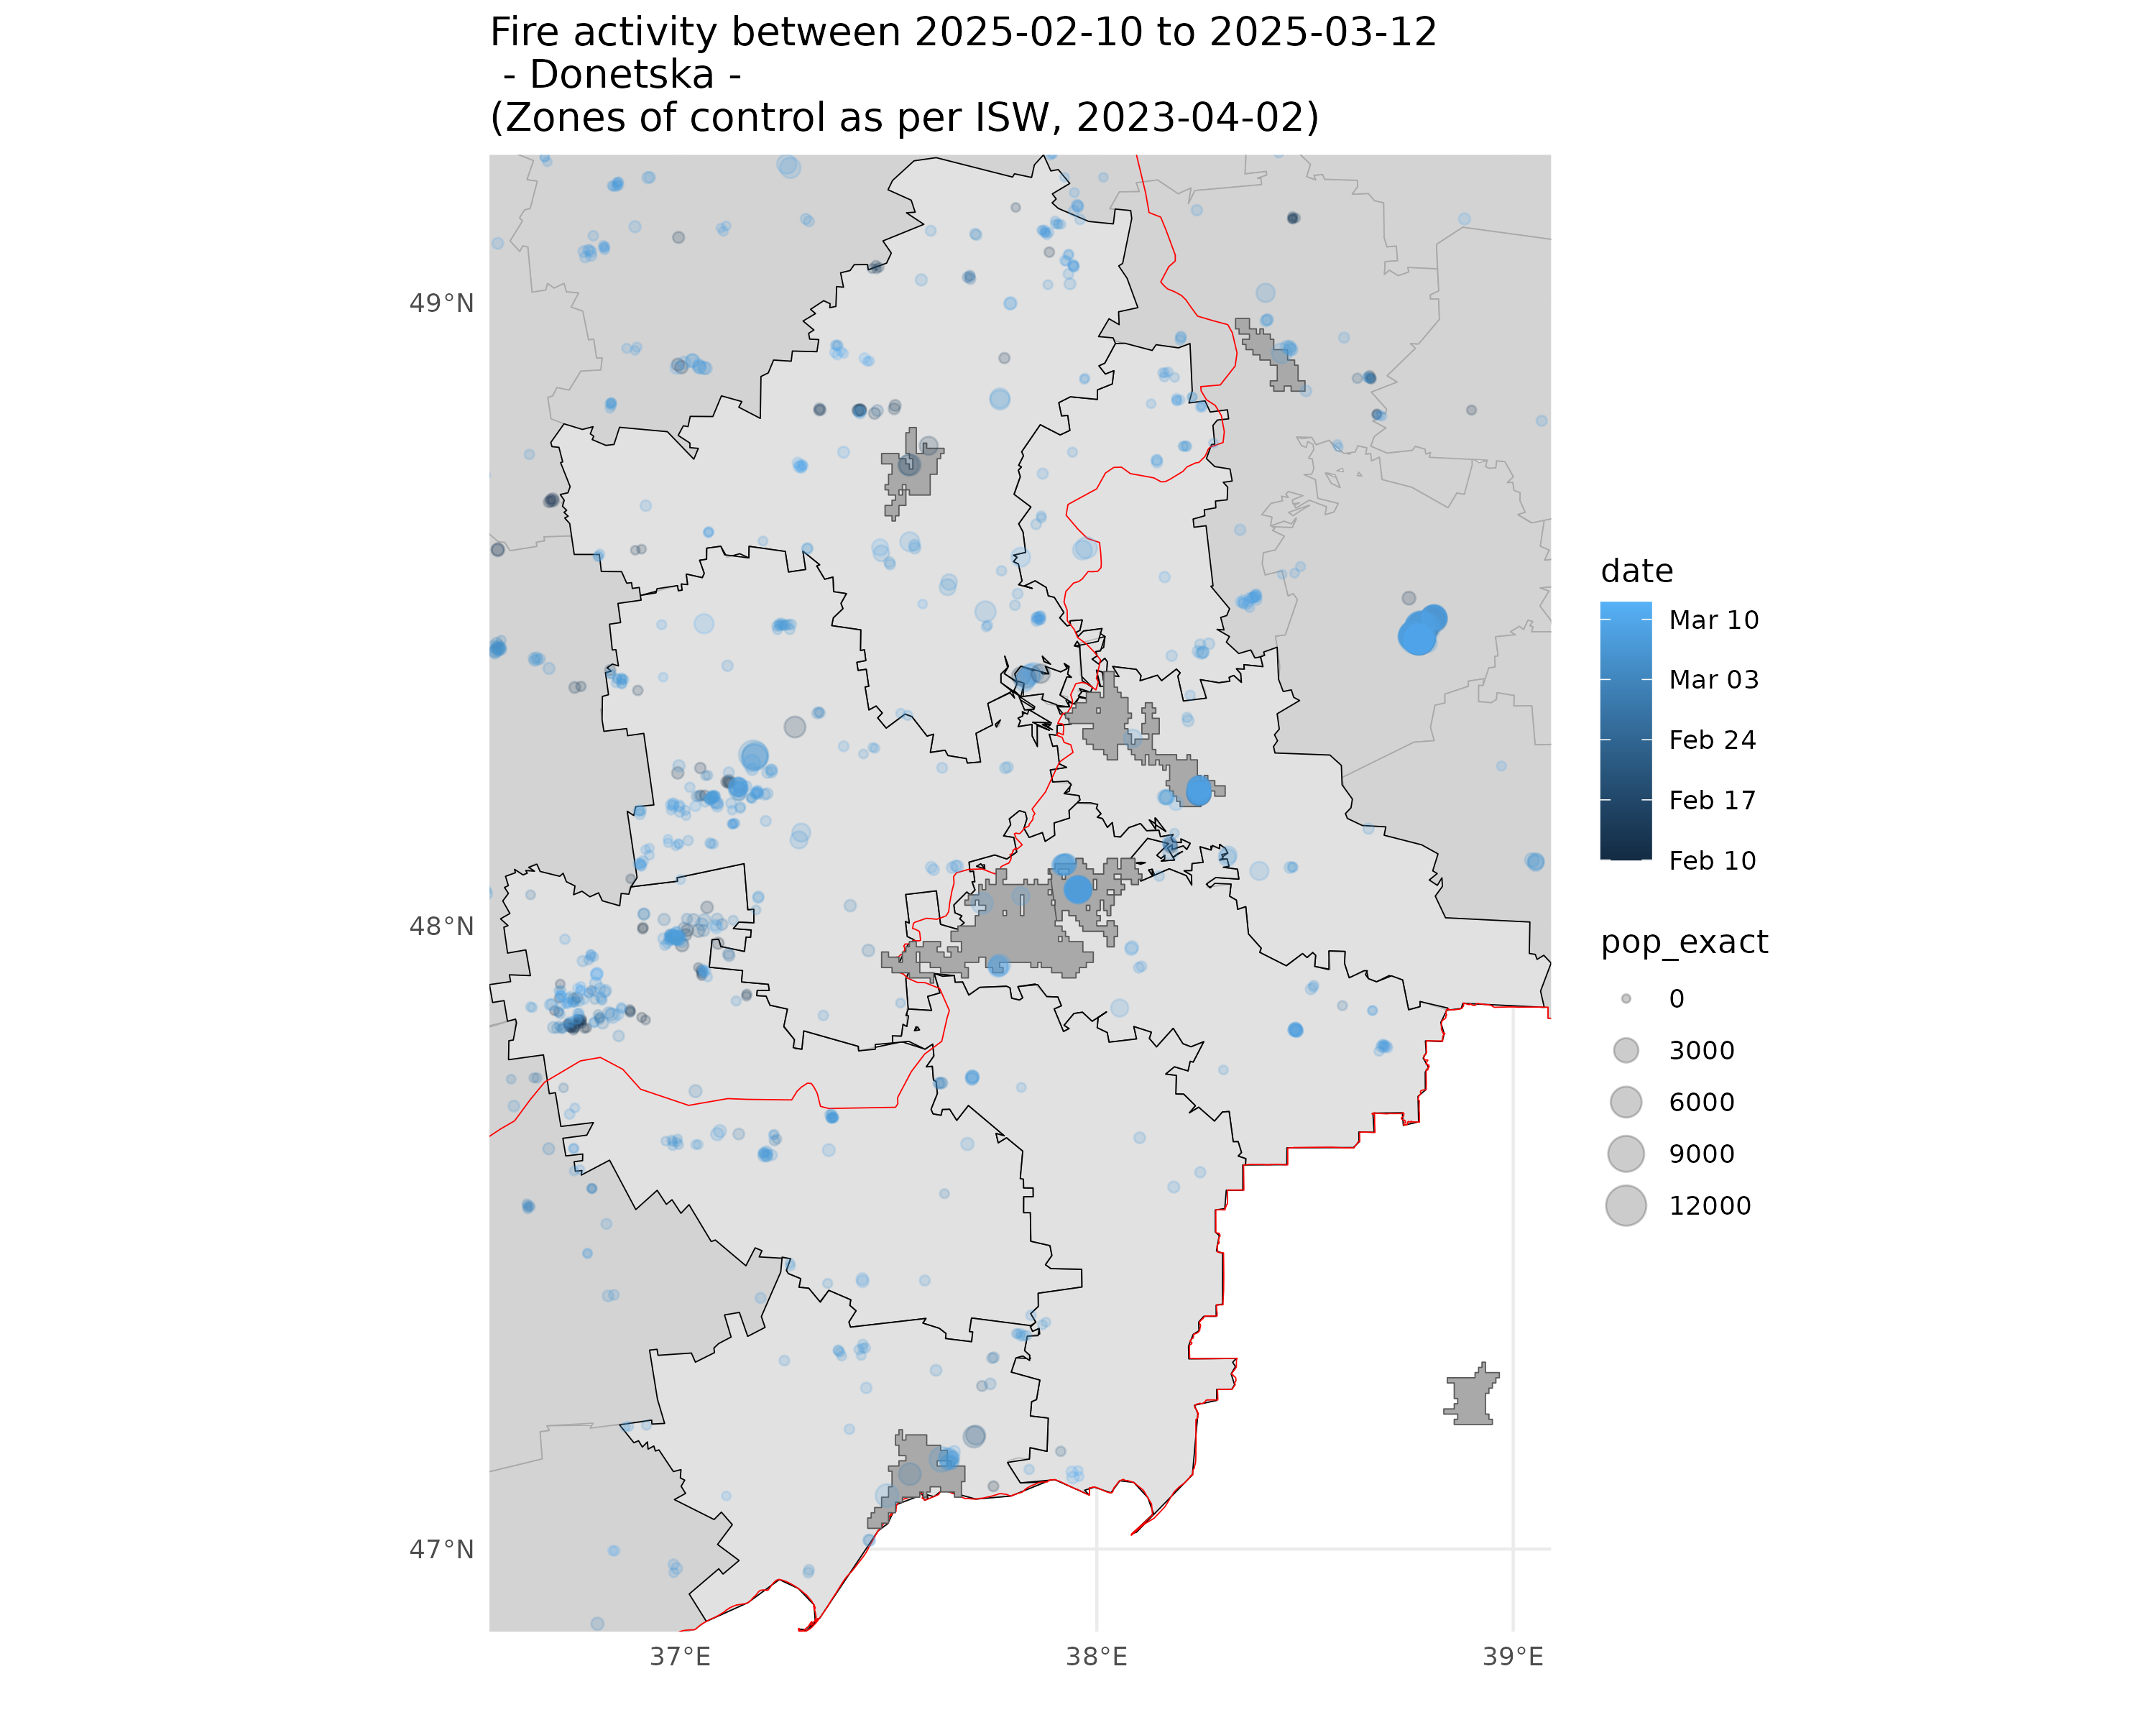 Fire activity between 2025-02-10 to 2025-03-12
- Donetska -
(Zones of control as per ISW, 2023-04-02)
49°N
48°N
47°N
37°E
38°E
39°E
date
Mar 10
Mar 03
Feb 24
Feb 17
Feb 10
pop_exact
0
3000
6000
9000
12000